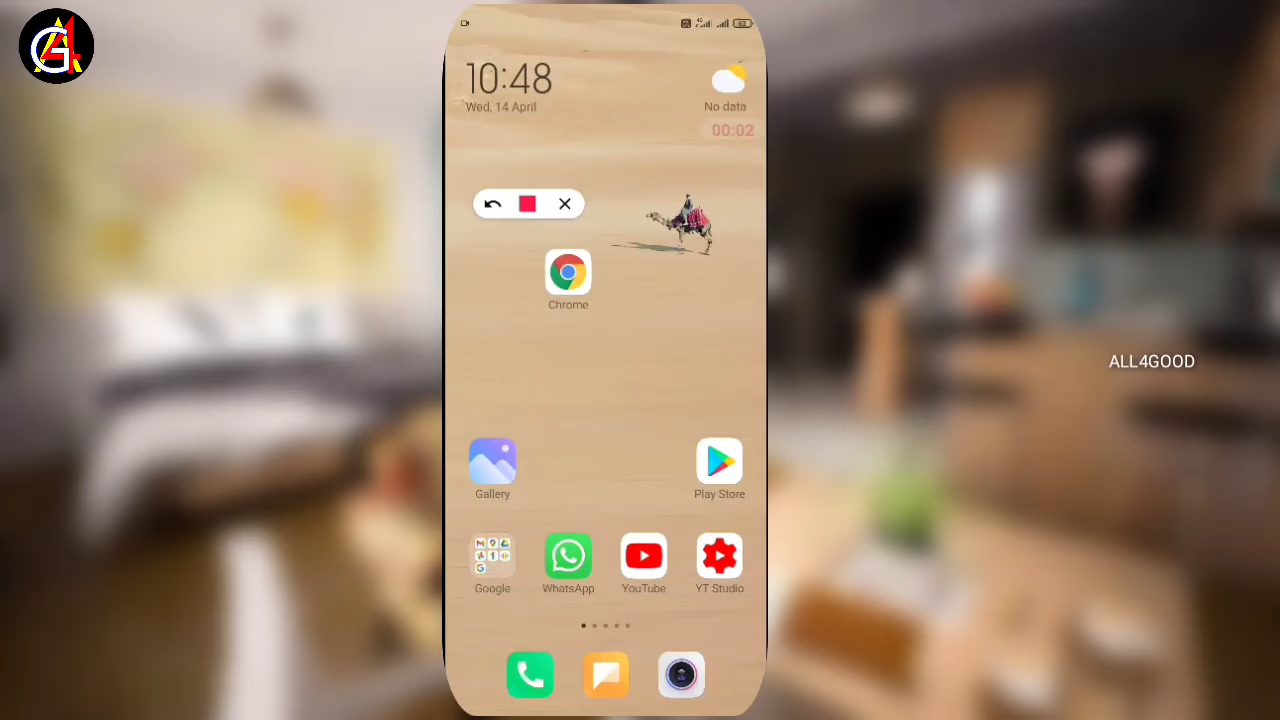 10:48
Wed, 14 April
No data
00:02
Chrome
Gallery
Play Store
Google
WhatsApp
YouTube
YT Studio
ALL4GOOD